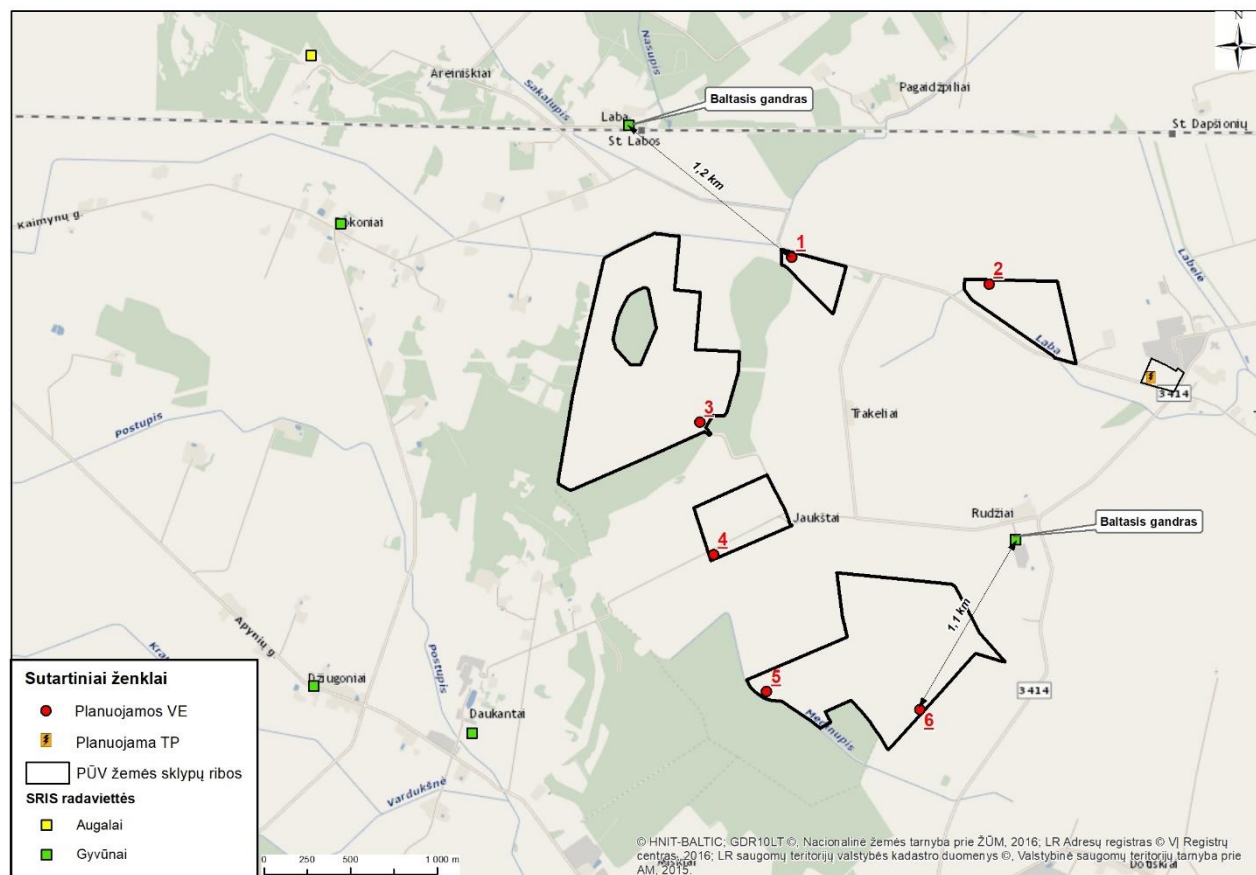 N
Nasupis
Areiniškiai
Sakalupis
Pagaidžpiliai
Baltasis gandras
Laba
St Labos
St Dapšionių
1,2 km
Kaimynų g.
1
2
Labelė
Laba
3414
3
Trakeliai
Postupis
Jaukštai
Rudžiai
Baltasis gandras
4
1,1 km
Apynių g.
Postupis
5
3414
6
Medinupis
Džiugoniai
Daukantai
Vardukšnė
Sutartiniai ženklai
Planuojamos VE
Planuojama TP
PŪV žemės sklypų ribos
SRIS radaviettės
Augalai
Gyvūnai
0 250 500 1 000 m
© HNIT-BALTIC; GDR10LT ©, Nacionalinė žemės tarnyba prie ŽŪM, 2016; LR Adresų registras © VĮ Registrų
centras, 2016; LR saugomų teritorijų valstybės kadastro duomenys ©, Valstybinė saugomų teritorijų tarnyba prie
AM, 2015.